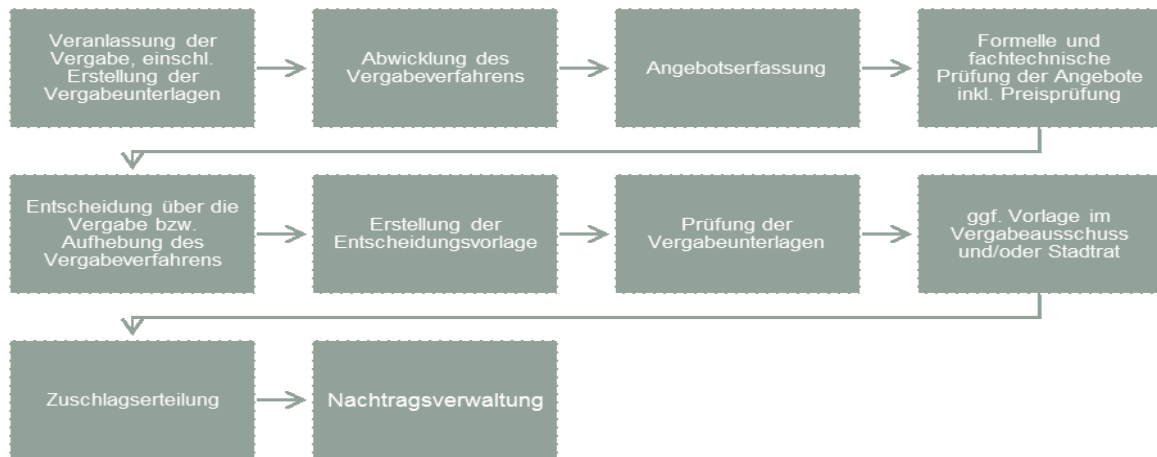 Veranlassung der
Vergabe, einschl.
Erstellung der
Vergabeunterlagen
Abwicklung des
Vergabeverfahrens
Angebotserfassung
Formelle und
fachtechnische
Prüfung der Angebote
inkl. Preisprüfung
Entscheidung über die
Vergabe bzw.
Aufhebung des
Vergabeverfahrens
Erstellung der
Entscheidungsvorlage
Prüfung der
Vergabeunterlagen
ggf. Vorlage im
Vergabeausschuss
und/oder Stadtrat
Zuschlagserteilung
Nachtragsverwaltung